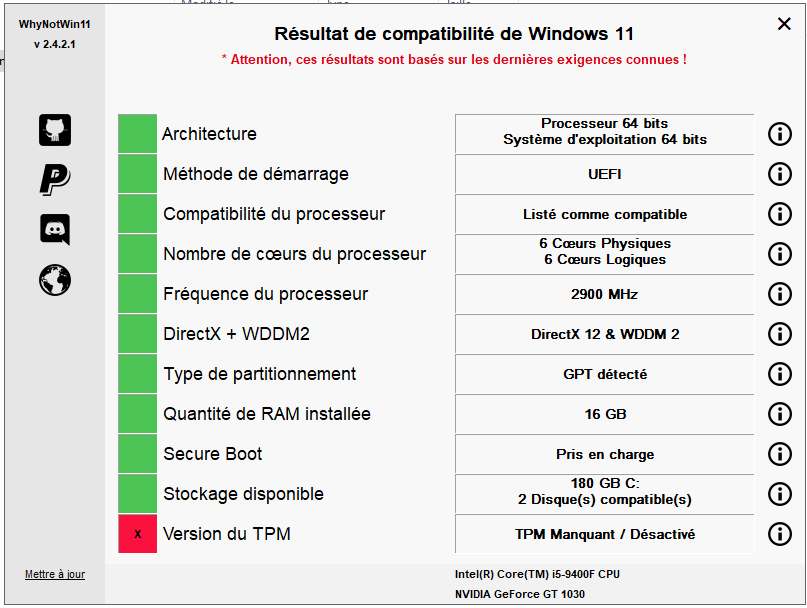 WhyNotWin11
v 2.4.2.1
Résultat de compatibilité de Windows 11
* Attention, ces résultats sont basés sur les dernières exigences connues !
Architecture
Processeur 64 bits
Système d'exploitation 64 bits
Méthode de démarrage
UEFI
Compatibilité du processeur
Listé comme compatible
Nombre de cœurs du processeur
6 Cœurs Physiques
6 Cœurs Logiques
Fréquence du processeur
2900 MHz
DirectX + WDDM2
DirectX 12 & WDDM 2
Type de partitionnement
GPT détecté
Quantité de RAM installée
16 GB
Secure Boot
Pris en charge
Stockage disponible
180 GB C:
2 Disque(s) compatible(s)
X
Version du TPM
TPM Manquant / Désactivé
Mettre à jour
Intel(R) Core(TM) i5-9400F CPU
NVIDIA GeForce GT 1030